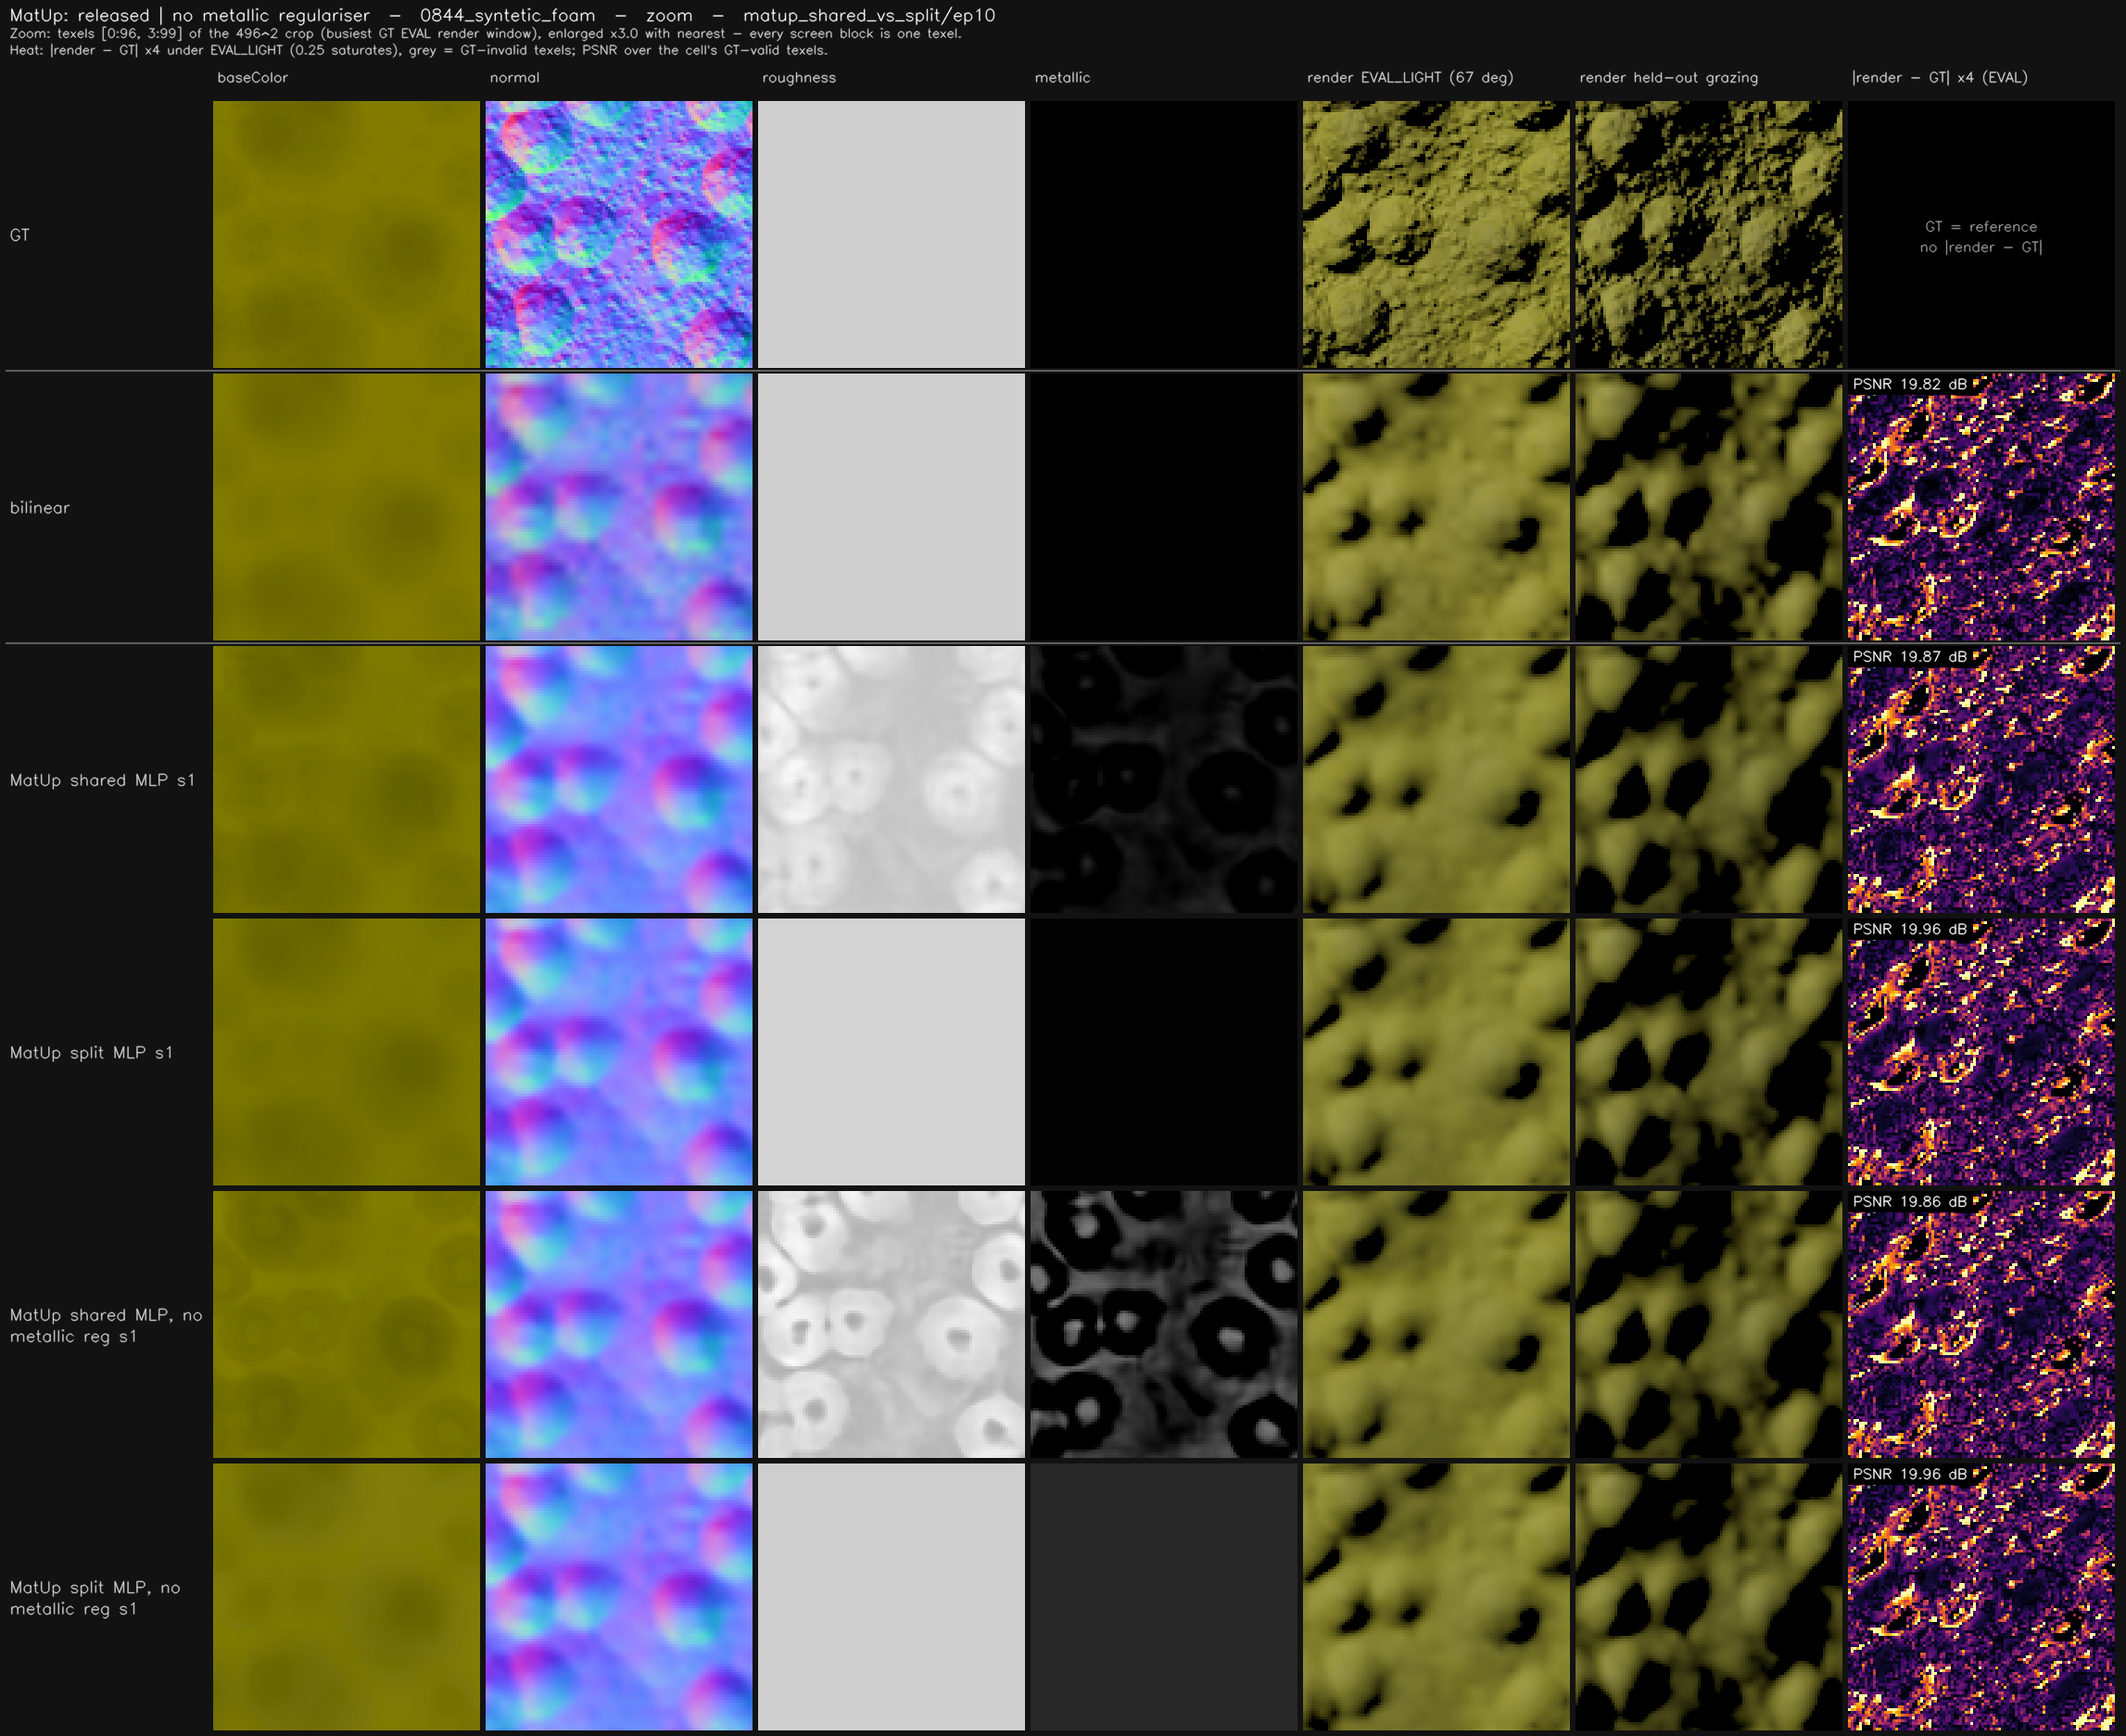 MatUp: released | no metallic regulariser – 0844_syntetic_foam – zoom – matup_shared_vs_split/ep10
Zoom: texels [0:96, 3:99] of the 496^2 crop (busiest GT EVAL render window), enlarged x3.0 with nearest – every screen block is one texel.
Heat: |render – GT| x4 under EVAL_LIGHT (0.25 saturates), grey = GT-invalid texels; PSNR over the cell's GT-valid texels.
baseColor normal roughness metallic render EVAL_LIGHT (67 deg) render held-out grazing |render – GT| x4 (EVAL)
GT
GT = reference
no |render – GT|
bilinear
PSNR 19.82 dB
MatUp shared MLP s1
PSNR 19.87 dB
MatUp split MLP s1
PSNR 19.96 dB
MatUp shared MLP, no
metallic reg s1
PSNR 19.86 dB
MatUp split MLP, no
metallic reg s1
PSNR 19.96 dB